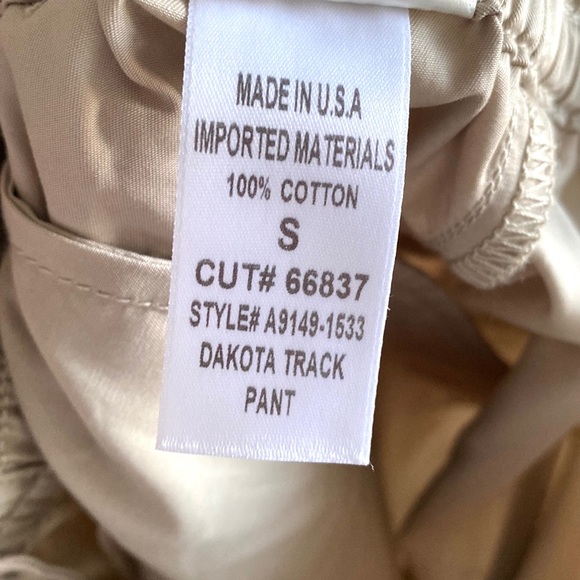 MADE IN U.S.A
IMPORTED MATERIALS
100% COTTON
S
CUT# 66837
STYLE# A9149-1533
DAKOTA TRACK
PANT